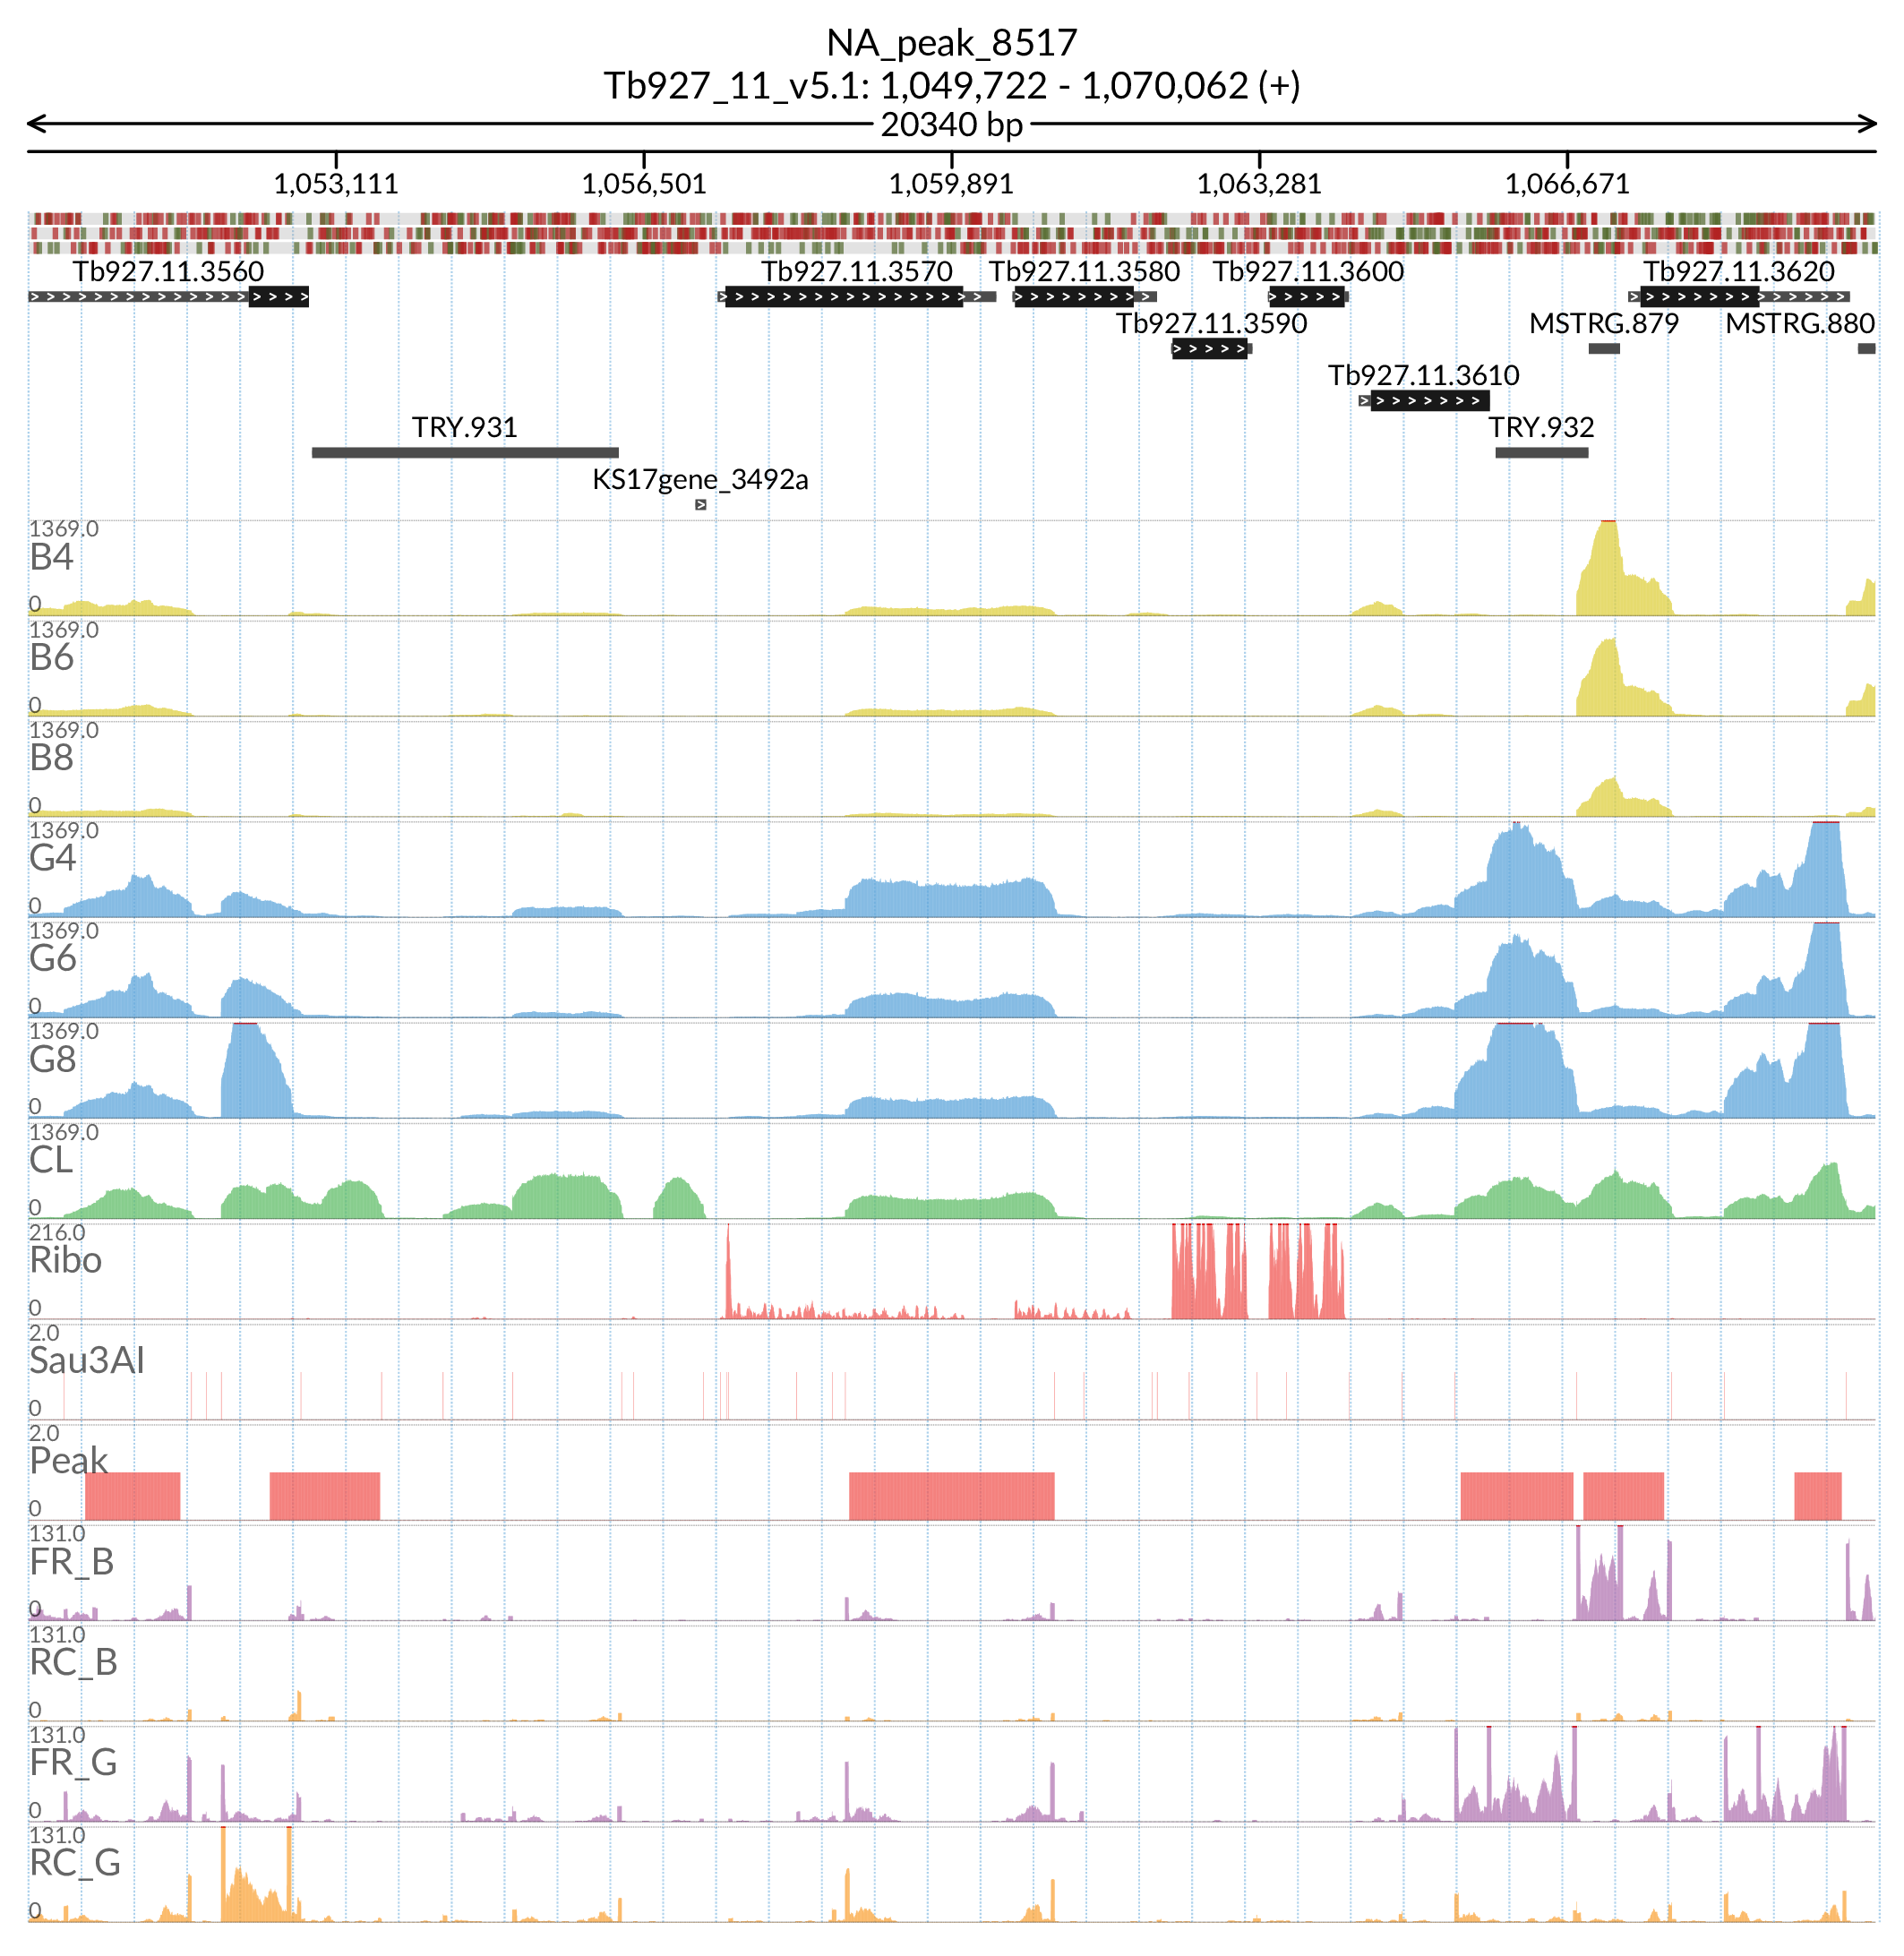 NA_peak_8517
Tb927_11_v5.1: 1,049,722 - 1,070,062 (+)
20340 bp
1,053,111 1,056,501 1,059,891 1,063,281 1,066,671
Tb927.11.3560 Tb927.11.3570 Tb927.11.3580 Tb927.11.3600 Tb927.11.3620
Tb927.11.3590 MSTRG.879 MSTRG.880
Tb927.11.3610
TRY.931 TRY.932
KS17gene_3492a
1369.0
B4
0
1369.0
B6
0
1369.0
B8
0
1369.0
G4
0
1369.0
G6
0
1369.0
G8
0
1369.0
CL
0
216.0
Ribo
0
2.0
Sau3AI
0
2.0
Peak
0
131.0
FR_B
0
131.0
RC_B
0
131.0
FR_G
0
131.0
RC_G
0